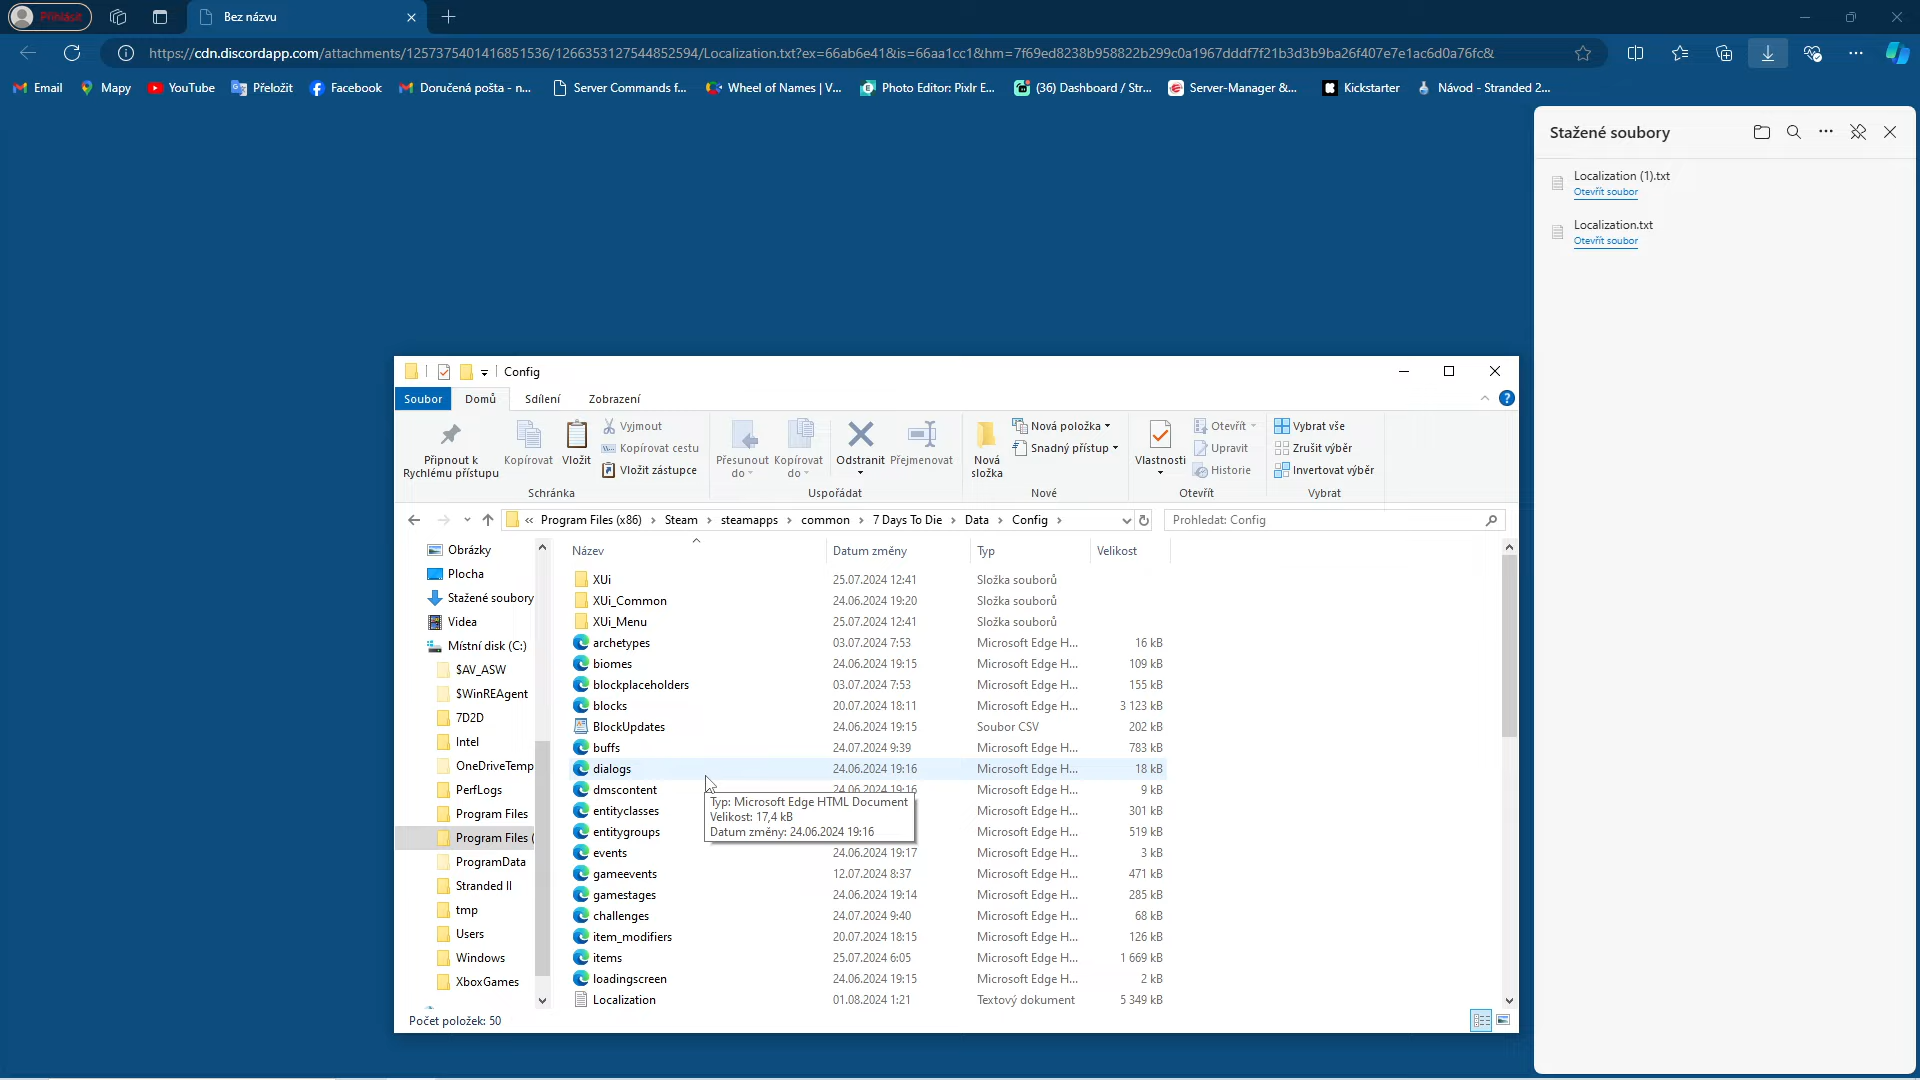 Přihlásit
Bez názvu
https://cdn.discordapp.com/attachments/1257375401416851536/1266353127544852594/Localization.txt?ex=66ab6e41&is=66aa1cc1&hm=7f69ed8238b958822b299c0a1967dddf7f21b3d3b9ba26f407e7e1ac6d0a76fc&
Email Mapy YouTube Přeložit Facebook Doručená pošta - n... Server Commands f... Wheel of Names | V... Photo Editor: Pixlr E... (36) Dashboard / Str... Server-Manager &... Kickstarter Návod - Stranded 2...
Stažené soubory
Localization (1).txt
Otevřít soubor
Localization.txt
Otevřít soubor
Config
Soubor Domů Sdílení Zobrazení
Připnout k Rychlému přístupu
Kopírovat
Vložit
Vyjmout
Kopírovat cestu
Vložit zástupce
Schránka
Přesunout do
Kopírovat do
Odstranit
Přejmenovat
Uspořádat
Nová složka
Nová položka
Snadný přístup
Nové
Vlastnosti
Otevřít
Upravit
Historie
Otevřít
Vybrat vše
Zrušit výběr
Invertovat výběr
Vybrat
« Program Files (x86) › Steam › steamapps › common › 7 Days To Die › Data › Config ›
Prohledat: Config
Obrázky
Plocha
Stažené soubory
Videa
Místní disk (C:)
$AV_ASW
$WinREAgent
7D2D
Intel
OneDriveTemp
PerfLogs
Program Files
Program Files (
ProgramData
Stranded II
tmp
Users
Windows
XboxGames
Název Datum změny Typ Velikost
XUi 25.07.2024 12:41 Složka souborů
XUi_Common 24.06.2024 19:20 Složka souborů
XUi_Menu 25.07.2024 12:41 Složka souborů
archetypes 03.07.2024 7:53 Microsoft Edge H... 16 kB
biomes 24.06.2024 19:15 Microsoft Edge H... 109 kB
blockplaceholders 03.07.2024 7:53 Microsoft Edge H... 155 kB
blocks 20.07.2024 18:11 Microsoft Edge H... 3 123 kB
BlockUpdates 24.06.2024 19:15 Soubor CSV 202 kB
buffs 24.07.2024 9:39 Microsoft Edge H... 783 kB
dialogs 24.06.2024 19:16 Microsoft Edge H... 18 kB
dmscontent 24.06.2024 19:16 Microsoft Edge H... 9 kB
entityclasses Microsoft Edge H... 301 kB
entitygroups Microsoft Edge H... 519 kB
events 24.06.2024 19:17 Microsoft Edge H... 3 kB
gameevents 12.07.2024 8:37 Microsoft Edge H... 471 kB
gamestages 24.06.2024 19:14 Microsoft Edge H... 285 kB
challenges 24.07.2024 9:40 Microsoft Edge H... 68 kB
item_modifiers 20.07.2024 18:15 Microsoft Edge H... 126 kB
items 25.07.2024 6:05 Microsoft Edge H... 1 669 kB
loadingscreen 24.06.2024 19:15 Microsoft Edge H... 2 kB
Localization 01.08.2024 1:21 Textový dokument 5 349 kB
Typ: Microsoft Edge HTML Document
Velikost: 17,4 kB
Datum změny: 24.06.2024 19:16
Počet položek: 50